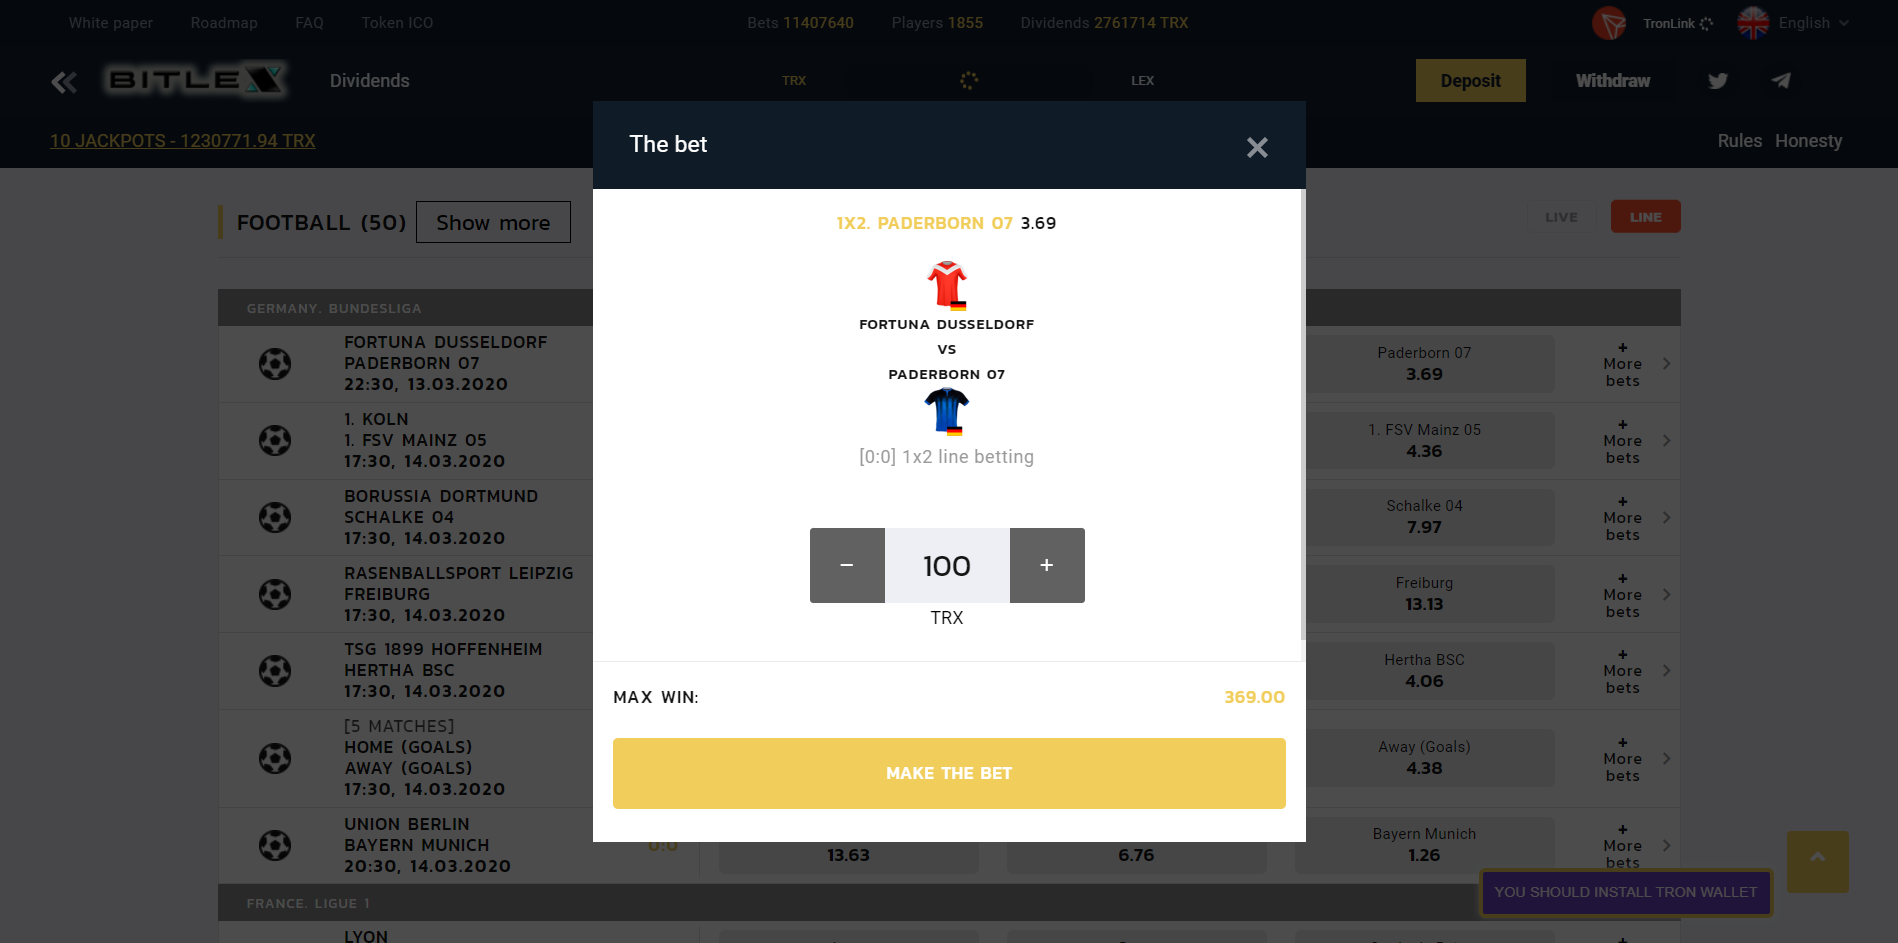 White paper Roadmap FAQ Token ICO Bets 11407640 Players 1855 Dividends 2761714 TRX TronLink English
BITLEX Dividends TRX LEX Deposit Withdraw
10 JACKPOTS - 1230771.94 TRX Rules Honesty
The bet
FOOTBALL (50) Show more LIVE LINE
1X2. PADERBORN 07 3.69
FORTUNA DUSSELDORF
VS
PADERBORN 07
[0:0] 1x2 line betting
− 100 +
TRX
MAX WIN: 369.00
MAKE THE BET
GERMANY. BUNDESLIGA
FORTUNA DUSSELDORF
PADERBORN 07
22:30, 13.03.2020
Paderborn 07
3.69
+
More
bets
1. KOLN
1. FSV MAINZ 05
17:30, 14.03.2020
1. FSV Mainz 05
4.36
+
More
bets
BORUSSIA DORTMUND
SCHALKE 04
17:30, 14.03.2020
Schalke 04
7.97
+
More
bets
RASENBALLSPORT LEIPZIG
FREIBURG
17:30, 14.03.2020
Freiburg
13.13
+
More
bets
TSG 1899 HOFFENHEIM
HERTHA BSC
17:30, 14.03.2020
Hertha BSC
4.06
+
More
bets
[5 MATCHES]
HOME (GOALS)
AWAY (GOALS)
17:30, 14.03.2020
Away (Goals)
4.38
+
More
bets
UNION BERLIN
BAYERN MUNICH
20:30, 14.03.2020
0:0
13.63
6.76
Bayern Munich
1.26
+
More
bets
YOU SHOULD INSTALL TRON WALLET
FRANCE. LIGUE 1
LYON